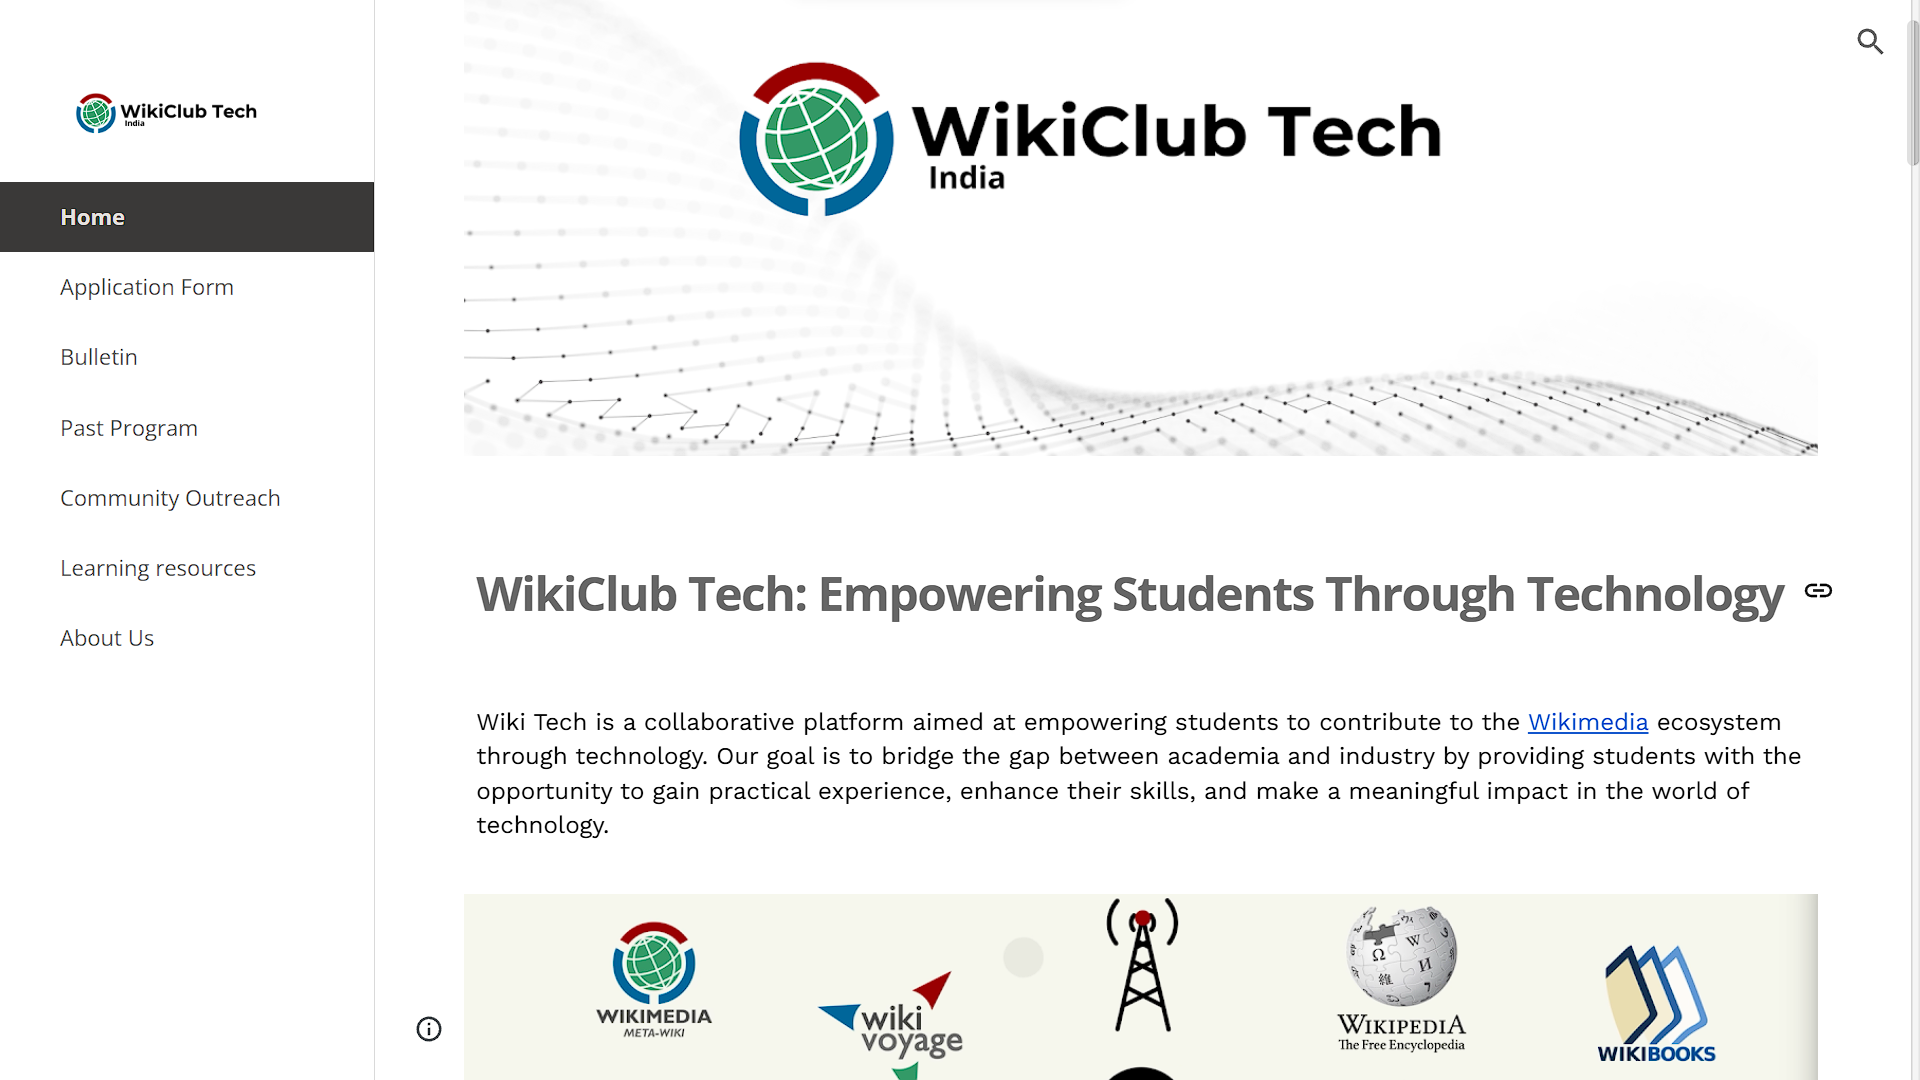 WikiClub Tech
India
Home
Application Form
Bulletin
Past Program
Community Outreach
Learning resources
About Us
WikiClub Tech
India
WikiClub Tech: Empowering Students Through Technology
Wiki Tech is a collaborative platform aimed at empowering students to contribute to the Wikimedia ecosystem
through technology. Our goal is to bridge the gap between academia and industry by providing students with the
opportunity to gain practical experience, enhance their skills, and make a meaningful impact in the world of
technology.
WIKIMEDIA
META-WIKI
wiki
voyage
WIKIPEDIA
The Free Encyclopedia
WIKIBOOKS